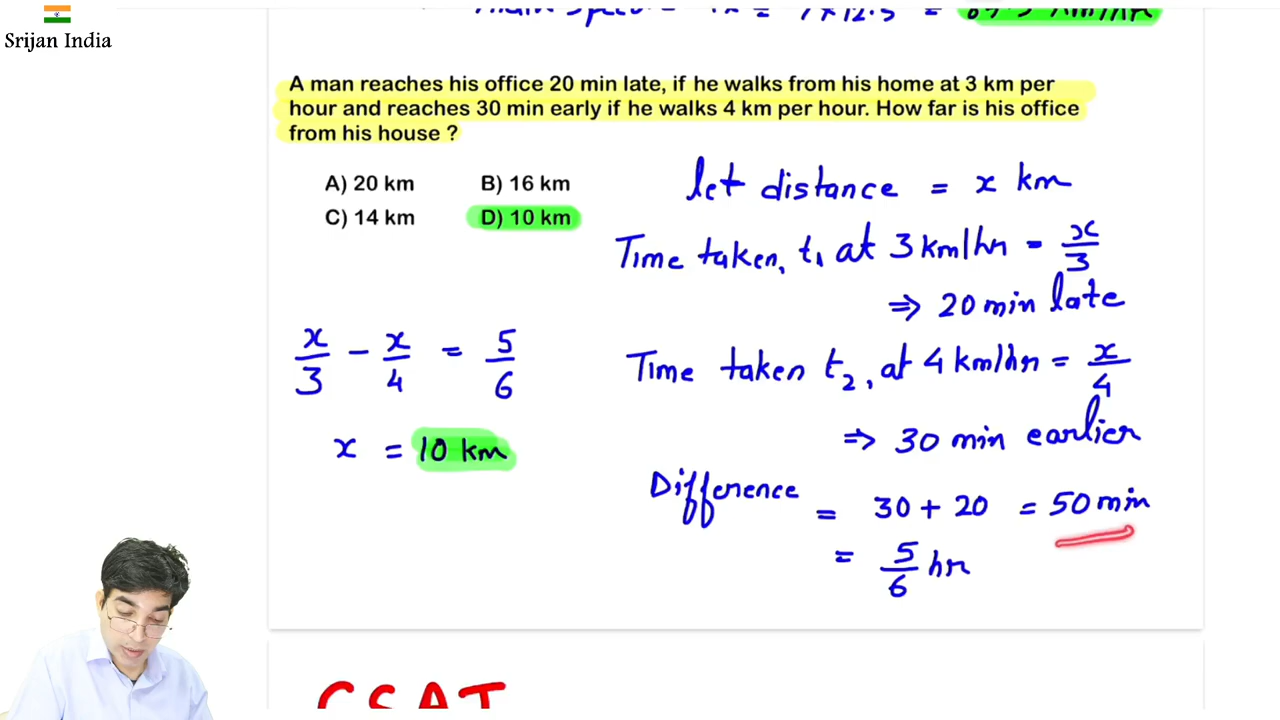 Srijan India
A man reaches his office 20 min late, if he walks from his home at 3 km per
hour and reaches 30 min early if he walks 4 km per hour. How far is his office
from his house ?
A) 20 km B) 16 km
C) 14 km D) 10 km
let distance = x km
Time taken, t₁ at 3 km/hr = x/3
⇒ 20 min late
Time taken t₂, at 4 km/hr = x/4
⇒ 30 min earlier
Difference = 30 + 20 = 50 min
= 5/6 hr
x/3 - x/4 = 5/6
x = 10 km
CSAT